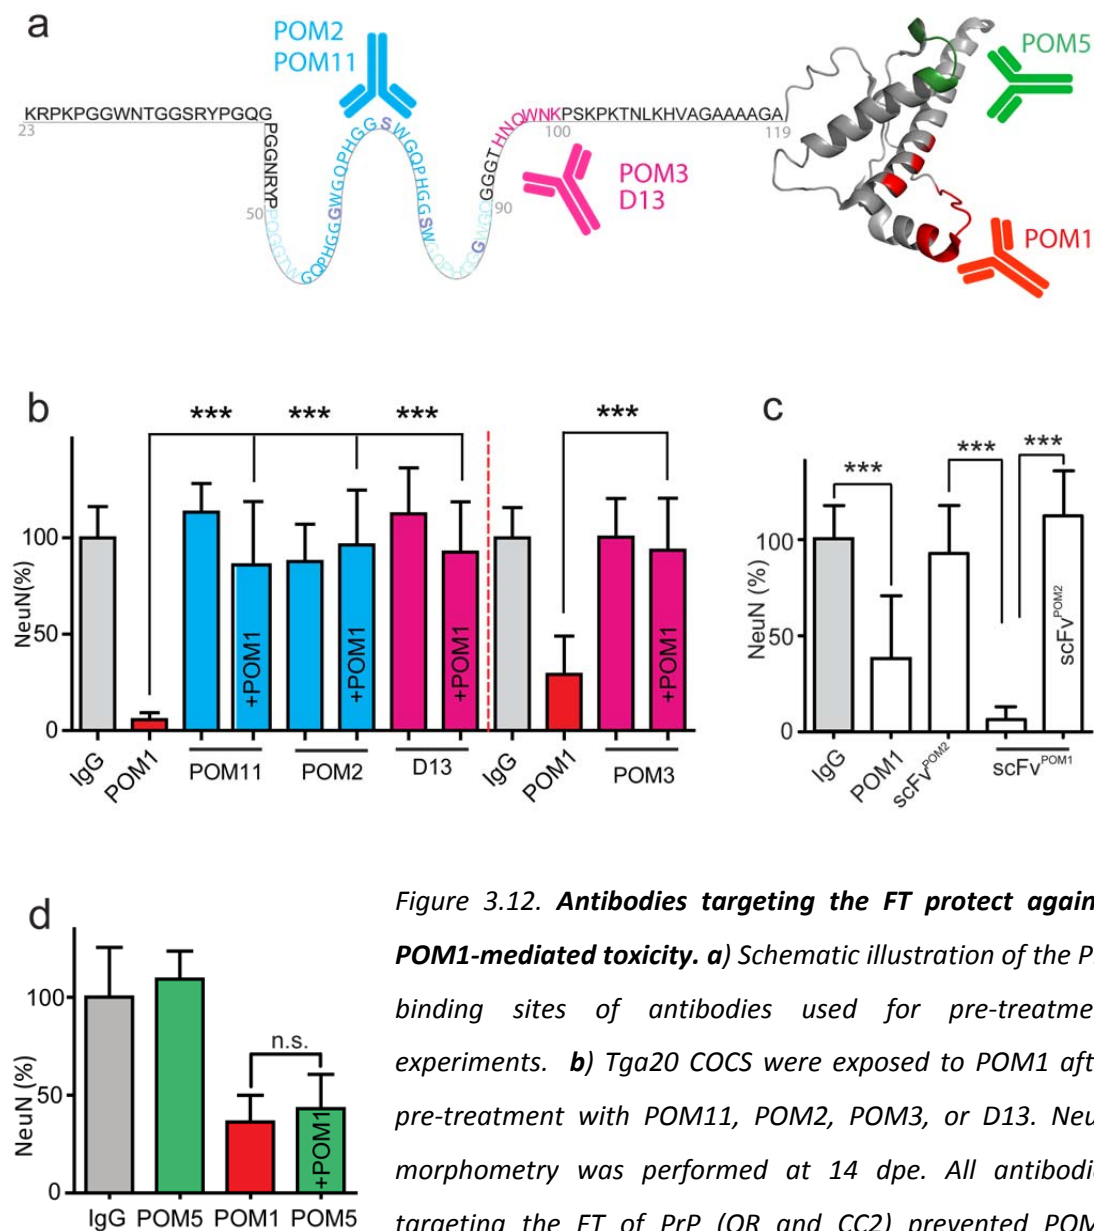 a
POM2
POM11
POM5
KRPKPGGWNTGGSRYPGQG
23
PGGNRYP
50
PQGGTWGQPHGGGWGQPHGGSWGQPHGGSWGQPHGGGWGQGGGTHNQWNKPSKPKTNLKHVAGAAAAGA
90
100
119
POM3
D13
POM1
b
*** *** *** ***
NeuN(%)
100
50
0
+POM1 +POM1 +POM1 +POM1
IgG POM1 POM11 POM2 D13 IgG POM1 POM3
c
*** *** ***
NeuN (%)
100
50
0
scFvPOM2
IgG POM1 scFvPOM2 scFvPOM1
d
NeuN (%)
100
50
0
n.s.
+POM1
IgG POM5 POM1 POM5
Figure 3.12. Antibodies targeting the FT protect again
POM1-mediated toxicity. a) Schematic illustration of the P
binding sites of antibodies used for pre-treatme
experiments. b) Tga20 COCS were exposed to POM1 aft
pre-treatment with POM11, POM2, POM3, or D13. Neu
morphometry was performed at 14 dpe. All antibodi
targeting the FT of PrP (OR and CC2) prevented POM